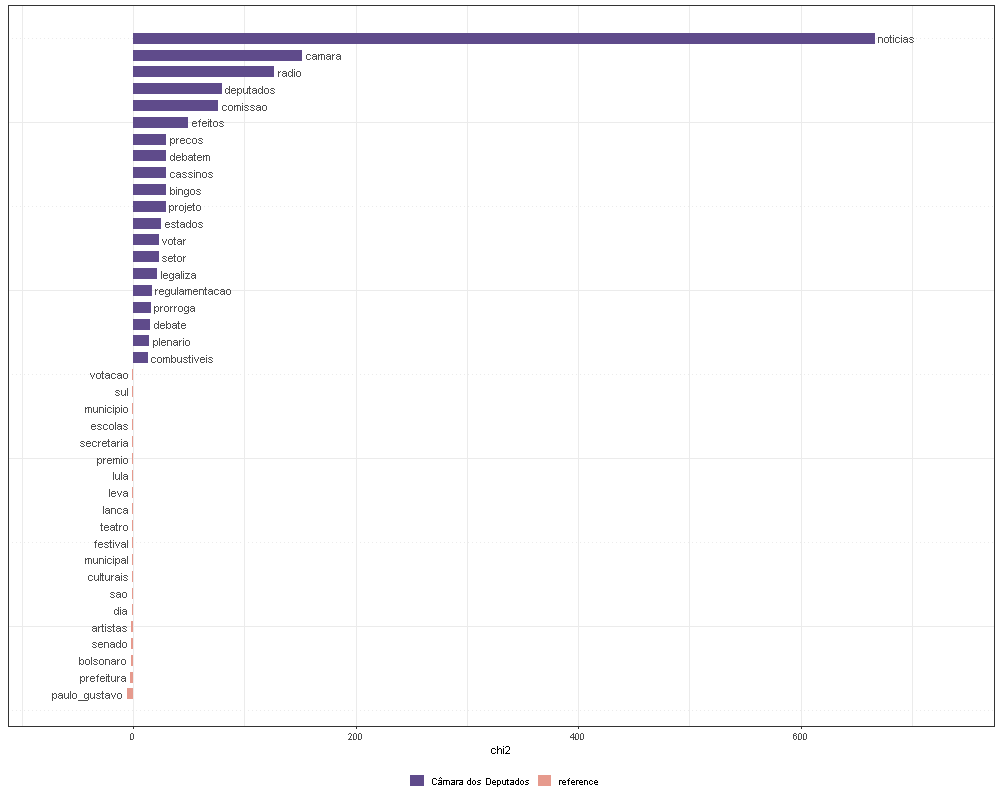 noticias
camara
radio
deputados
comissao
efeitos
precos
debatem
cassinos
bingos
projeto
estados
votar
setor
legaliza
regulamentacao
prorroga
debate
plenario
combustiveis
votacao
sul
municipio
escolas
secretaria
premio
lula
leva
lanca
teatro
festival
municipal
culturais
sao
dia
artistas
senado
bolsonaro
prefeitura
paulo_gustavo
0 200 400 600
chi2
Câmara dos Deputados reference